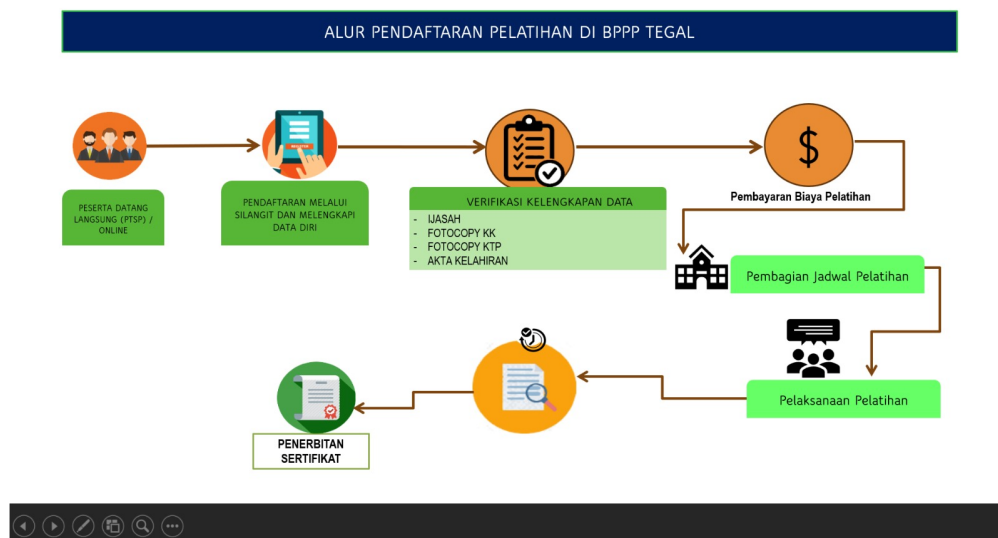 ALUR PENDAFTARAN PELATIHAN DI BPPP TEGAL
PESERTA DATANG
LANGSUNG (PTSP) /
ONLINE
PENDAFTARAN MELALUI
SILANGIT DAN MELENGKAPI
DATA DIRI
VERIFIKASI KELENGKAPAN DATA
- IJASAH
- FOTOCOPY KK
- FOTOCOPY KTP
- AKTA KELAHIRAN
$
Pembayaran Biaya Pelatihan
Pembagian Jadwal Pelatihan
Pelaksanaan Pelatihan
PENERBITAN
SERTIFIKAT